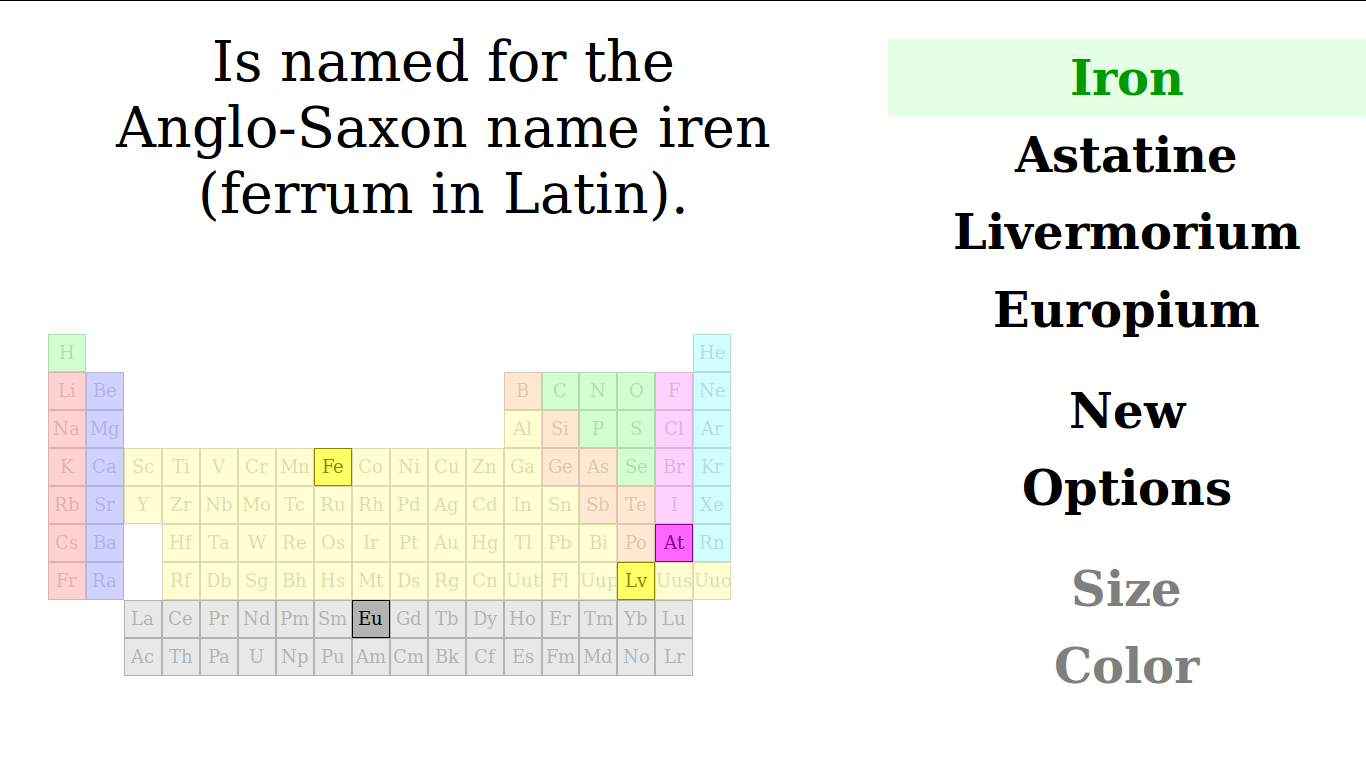 Is named for the
Anglo-Saxon name iren
(ferrum in Latin).
Iron
Astatine
Livermorium
Europium
New
Options
Size
Color
H He
Li Be B C N O F Ne
Na Mg Al Si P S Cl Ar
K Ca Sc Ti V Cr Mn Fe Co Ni Cu Zn Ga Ge As Se Br Kr
Rb Sr Y Zr Nb Mo Tc Ru Rh Pd Ag Cd In Sn Sb Te I Xe
Cs Ba Hf Ta W Re Os Ir Pt Au Hg Tl Pb Bi Po At Rn
Fr Ra Rf Db Sg Bh Hs Mt Ds Rg Cn Uut Fl Uup Lv Uus Uuo
La Ce Pr Nd Pm Sm Eu Gd Tb Dy Ho Er Tm Yb Lu
Ac Th Pa U Np Pu Am Cm Bk Cf Es Fm Md No Lr